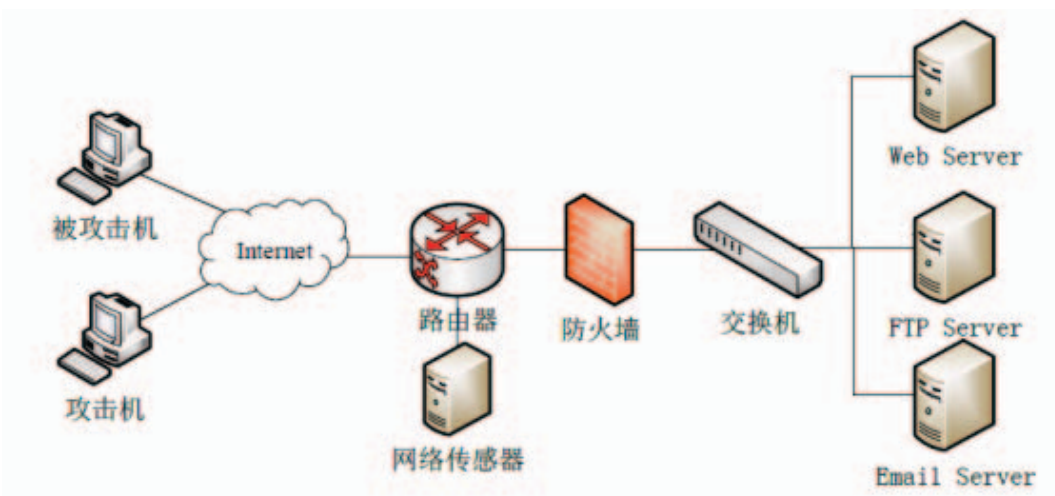 被攻击机
攻击机
Internet
路由器
网络传感器
防火墙
交换机
Web Server
FTP Server
Email Server